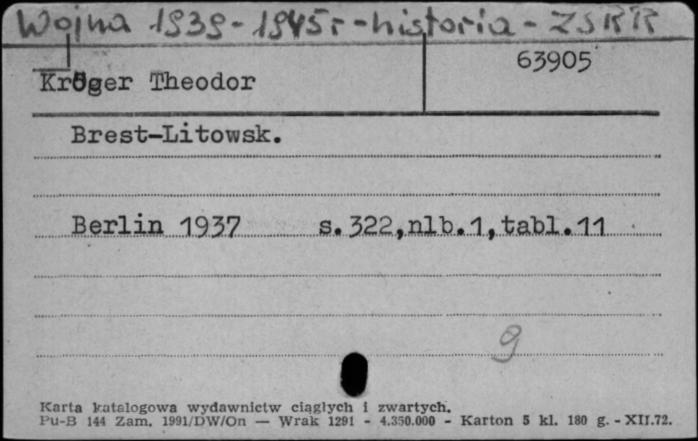 Wojna 1939-1945r-historia-ZSRR
63905
Kröger Theodor
Brest-Litowsk.
Berlin 1937 s.322,nlb.1,tabl.11
9
Karta katalogowa wydawnictw ciągłych i zwartych.
Pu-B 144 Zam. 1991/DW/On — Wrak 1291 - 4.350.000 - Karton 5 kl. 180 g. - XII.72.